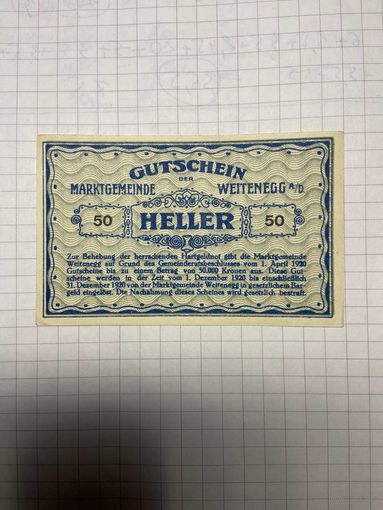 GUTSCHEIN
DER
MARKTGEMEINDE WEITENEGG A/D.
50 HELLER 50
Zur Behebung der herrschenden Hartgeldnot gibt die Marktgemeinde
Weitenegg auf Grund des Gemeinderatsbeschlusses vom 1. April 1920
Gutscheine bis zu einem Betrag von 30.000 Kronen aus. Diese Gut-
scheine werden in der Zeit vom 1. Dezember 1920 bis einschließlich
31. Dezember 1920 von der Marktgemeinde Weitenegg in gesetzlichem Bar-
geld eingelöst. Die Nachahmung dieses Scheines wird gesetzlich bestraft.